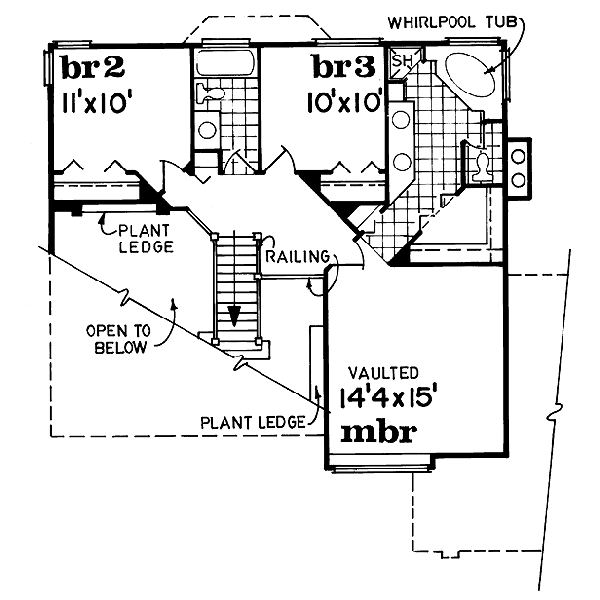 WHIRLPOOL TUB
br2
11'x10'
br3
10'x10'
SH
PLANT
LEDGE
RAILING
OPEN TO
BELOW
VAULTED
14'4x15'
mbr
PLANT LEDGE